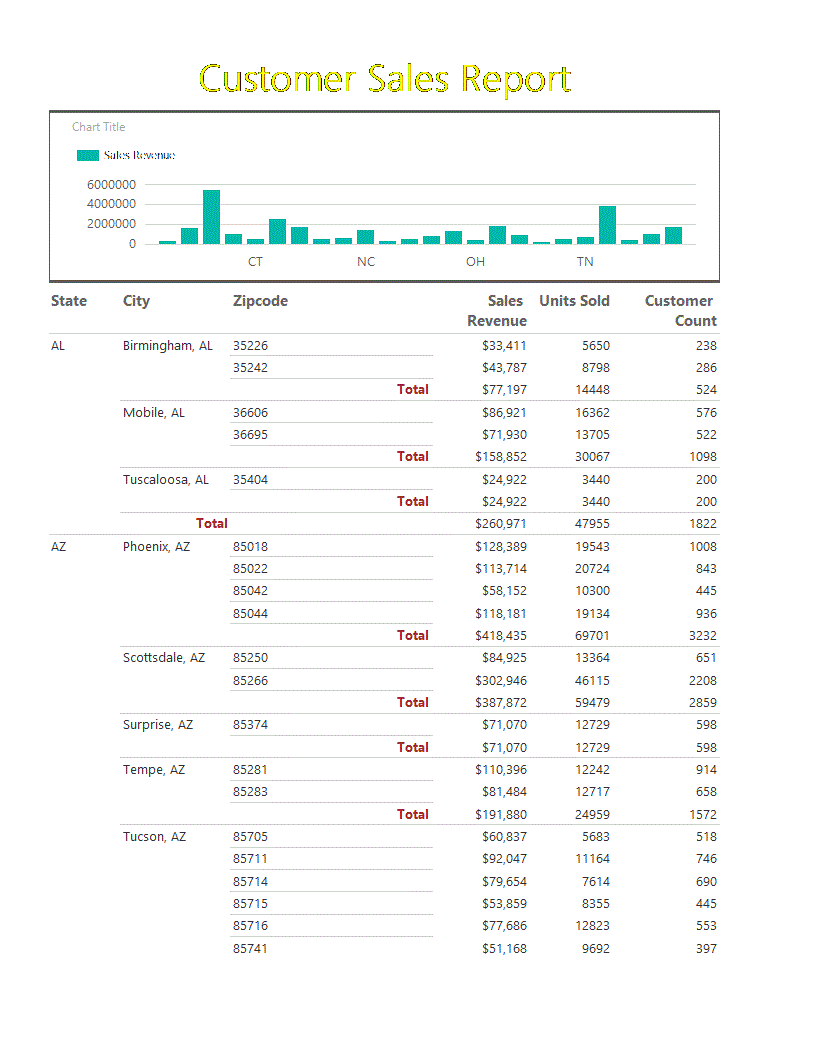 Customer Sales Report
Chart Title
Sales Revenue
6000000
4000000
2000000
0
CT NC OH TN
State City Zipcode Sales Revenue Units Sold Customer Count
AL Birmingham, AL 35226 $33,411 5650 238
35242 $43,787 8798 286
Total $77,197 14448 524
Mobile, AL 36606 $86,921 16362 576
36695 $71,930 13705 522
Total $158,852 30067 1098
Tuscaloosa, AL 35404 $24,922 3440 200
Total $24,922 3440 200
Total $260,971 47955 1822
AZ Phoenix, AZ 85018 $128,389 19543 1008
85022 $113,714 20724 843
85042 $58,152 10300 445
85044 $118,181 19134 936
Total $418,435 69701 3232
Scottsdale, AZ 85250 $84,925 13364 651
85266 $302,946 46115 2208
Total $387,872 59479 2859
Surprise, AZ 85374 $71,070 12729 598
Total $71,070 12729 598
Tempe, AZ 85281 $110,396 12242 914
85283 $81,484 12717 658
Total $191,880 24959 1572
Tucson, AZ 85705 $60,837 5683 518
85711 $92,047 11164 746
85714 $79,654 7614 690
85715 $53,859 8355 445
85716 $77,686 12823 553
85741 $51,168 9692 397